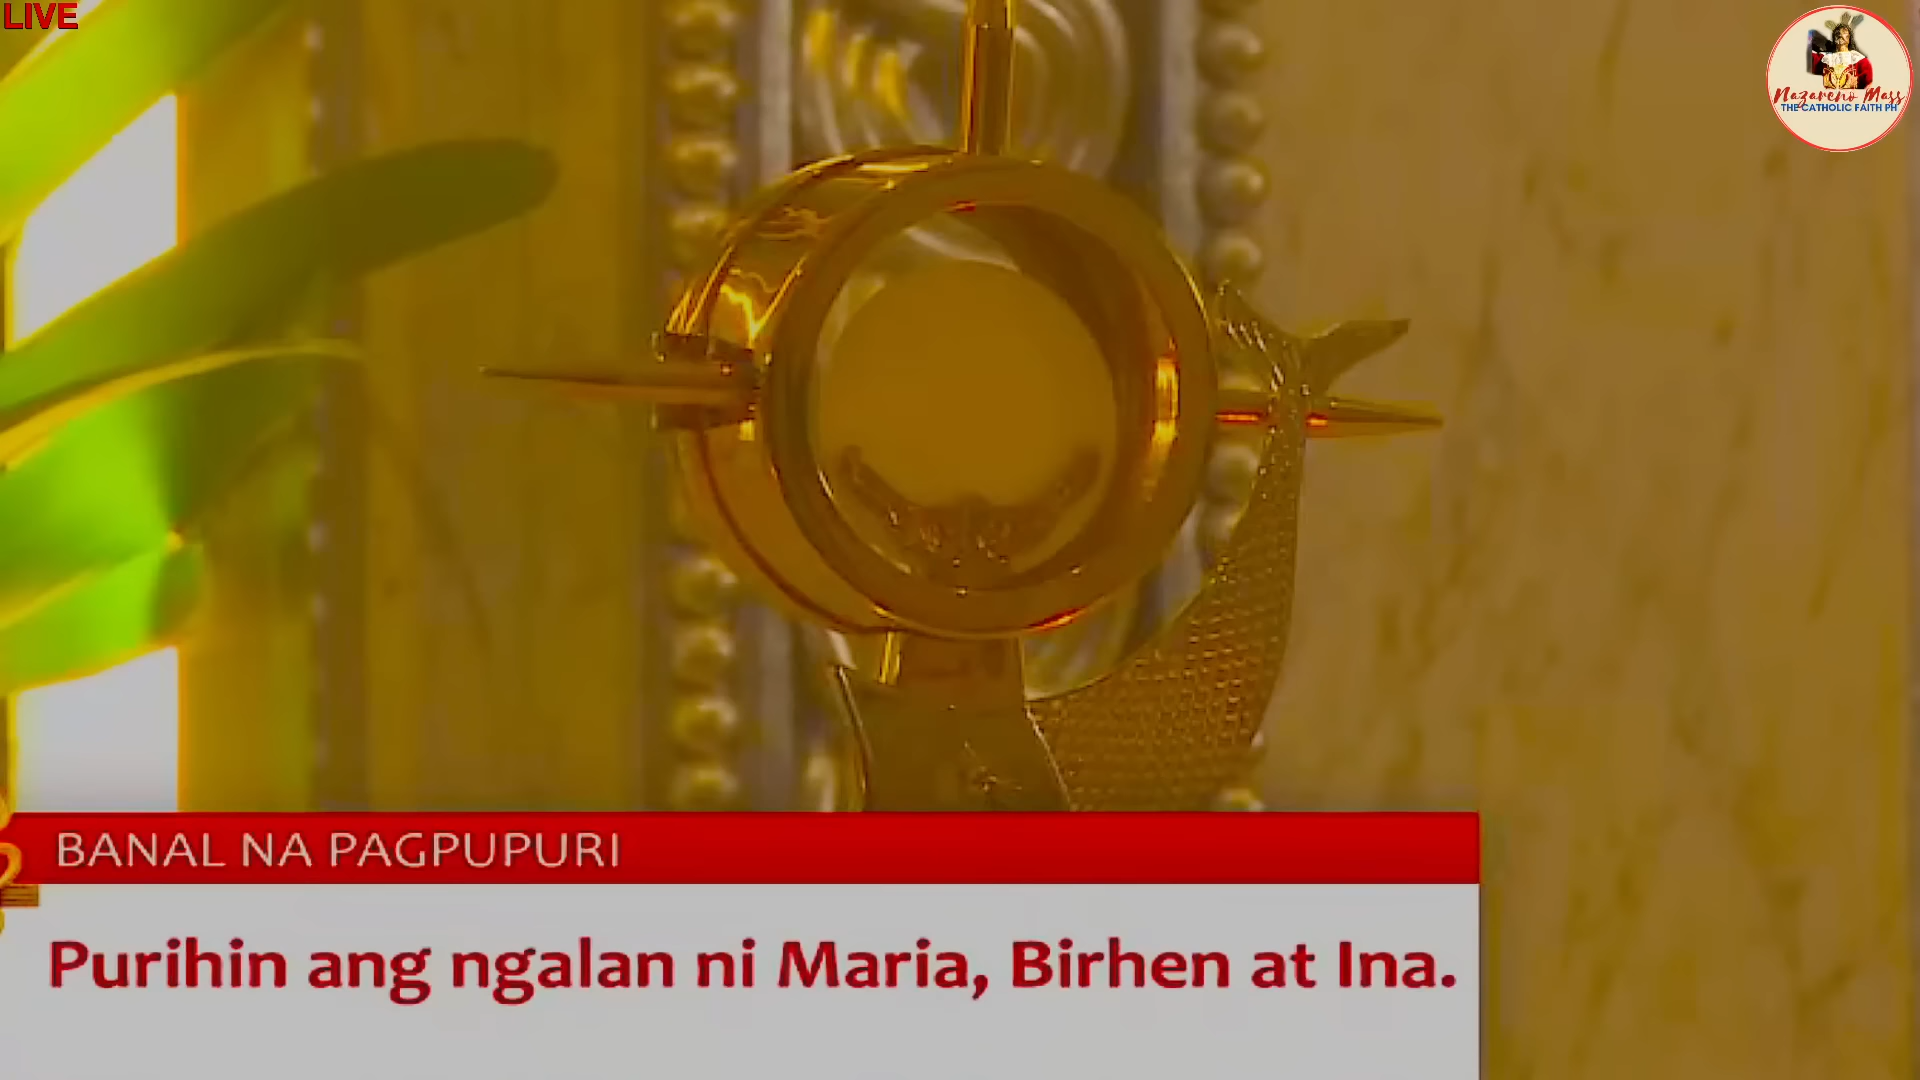 LIVE
Nazareno Mass
THE CATHOLIC FAITH PH
BANAL NA PAGPUPURI
Purihin ang ngalan ni Maria, Birhen at Ina.